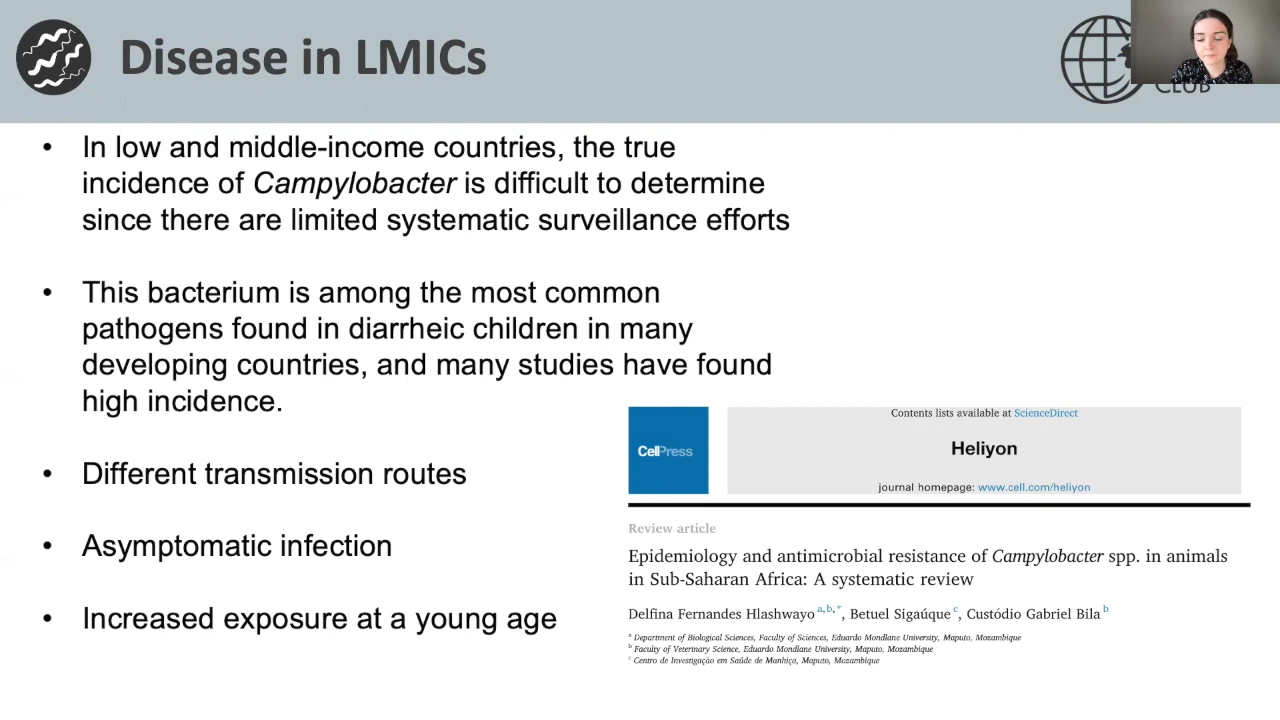 Disease in LMICs
CLUB
• In low and middle-income countries, the true
incidence of Campylobacter is difficult to determine
since there are limited systematic surveillance efforts
• This bacterium is among the most common
pathogens found in diarrheic children in many
developing countries, and many studies have found
high incidence.
• Different transmission routes
• Asymptomatic infection
• Increased exposure at a young age
CellPress
Contents lists available at ScienceDirect
Heliyon
journal homepage: www.cell.com/heliyon
Review article
Epidemiology and antimicrobial resistance of Campylobacter spp. in animals
in Sub-Saharan Africa: A systematic review
Delfina Fernandes Hlashwayo a,b,*, Betuel Sigaúque c, Custódio Gabriel Bila b
a Department of Biological Sciences, Faculty of Sciences, Eduardo Mondlane University, Maputo, Mozambique
b Faculty of Veterinary Science, Eduardo Mondlane University, Maputo, Mozambique
c Centro de Investigação em Saúde de Manhiça, Maputo, Mozambique